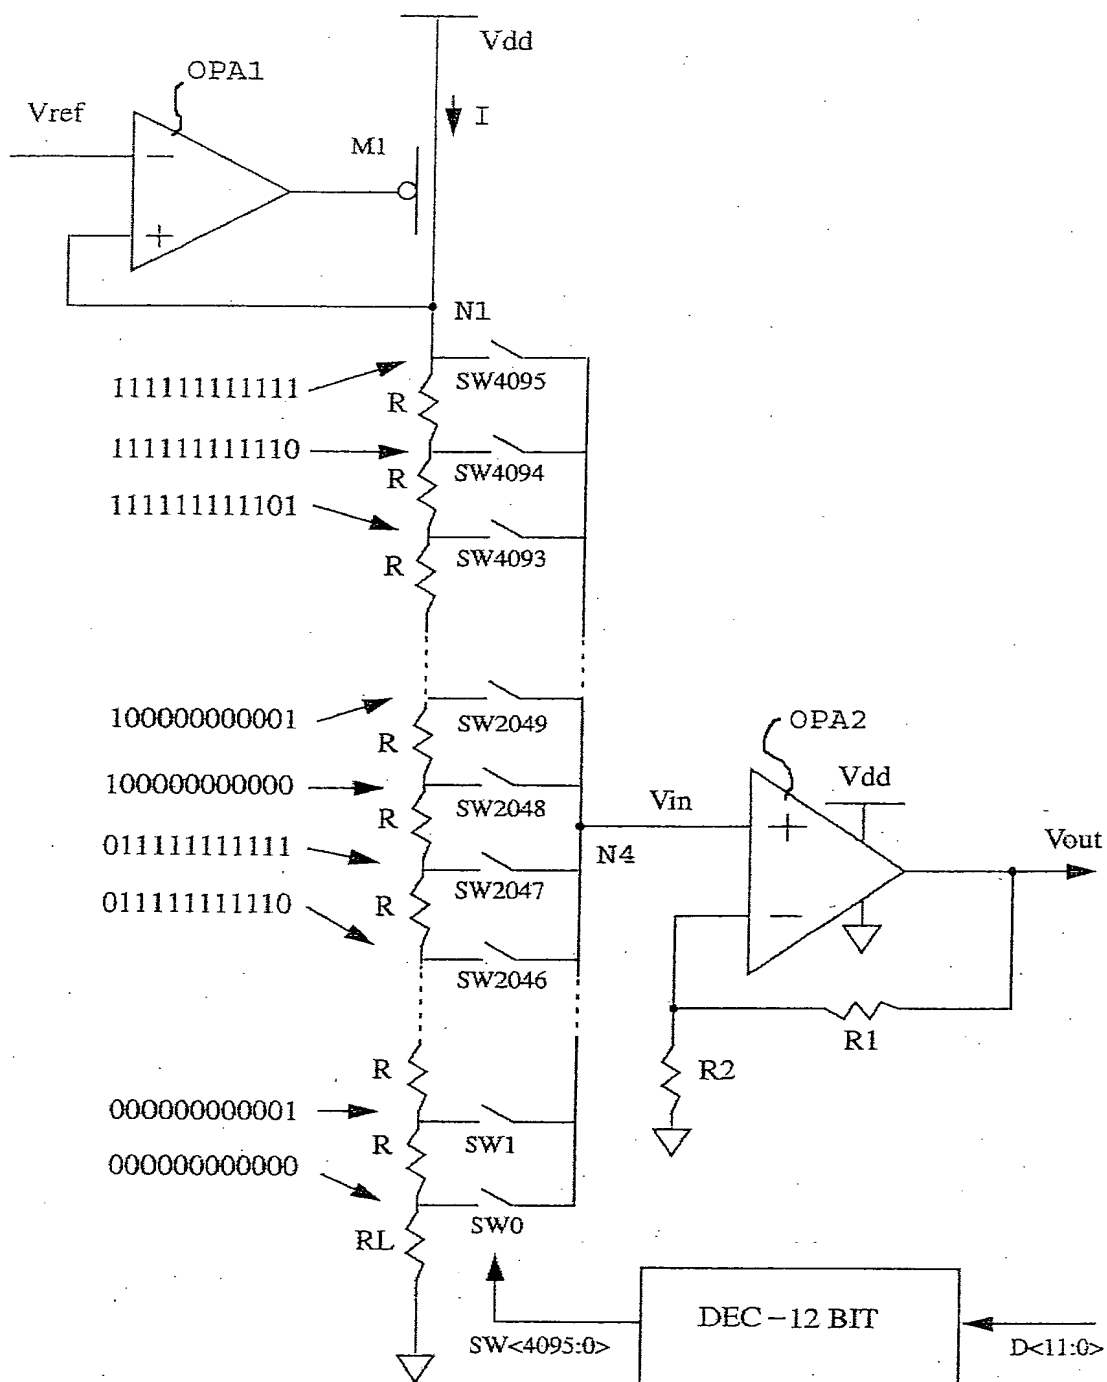 Vdd
OPA1
Vref
I
M1
−
+
N1
111111111111
SW4095
R
111111111110
SW4094
R
111111111101
SW4093
R
100000000001
SW2049
OPA2
R
100000000000
SW2048
Vdd
Vin
+
R
Vout
N4
011111111111
SW2047
011111111110
R
−
SW2046
R1
R
R2
000000000001
SW1
R
000000000000
SW0
RL
DEC−12 BIT
SW<4095:0>
D<11:0>